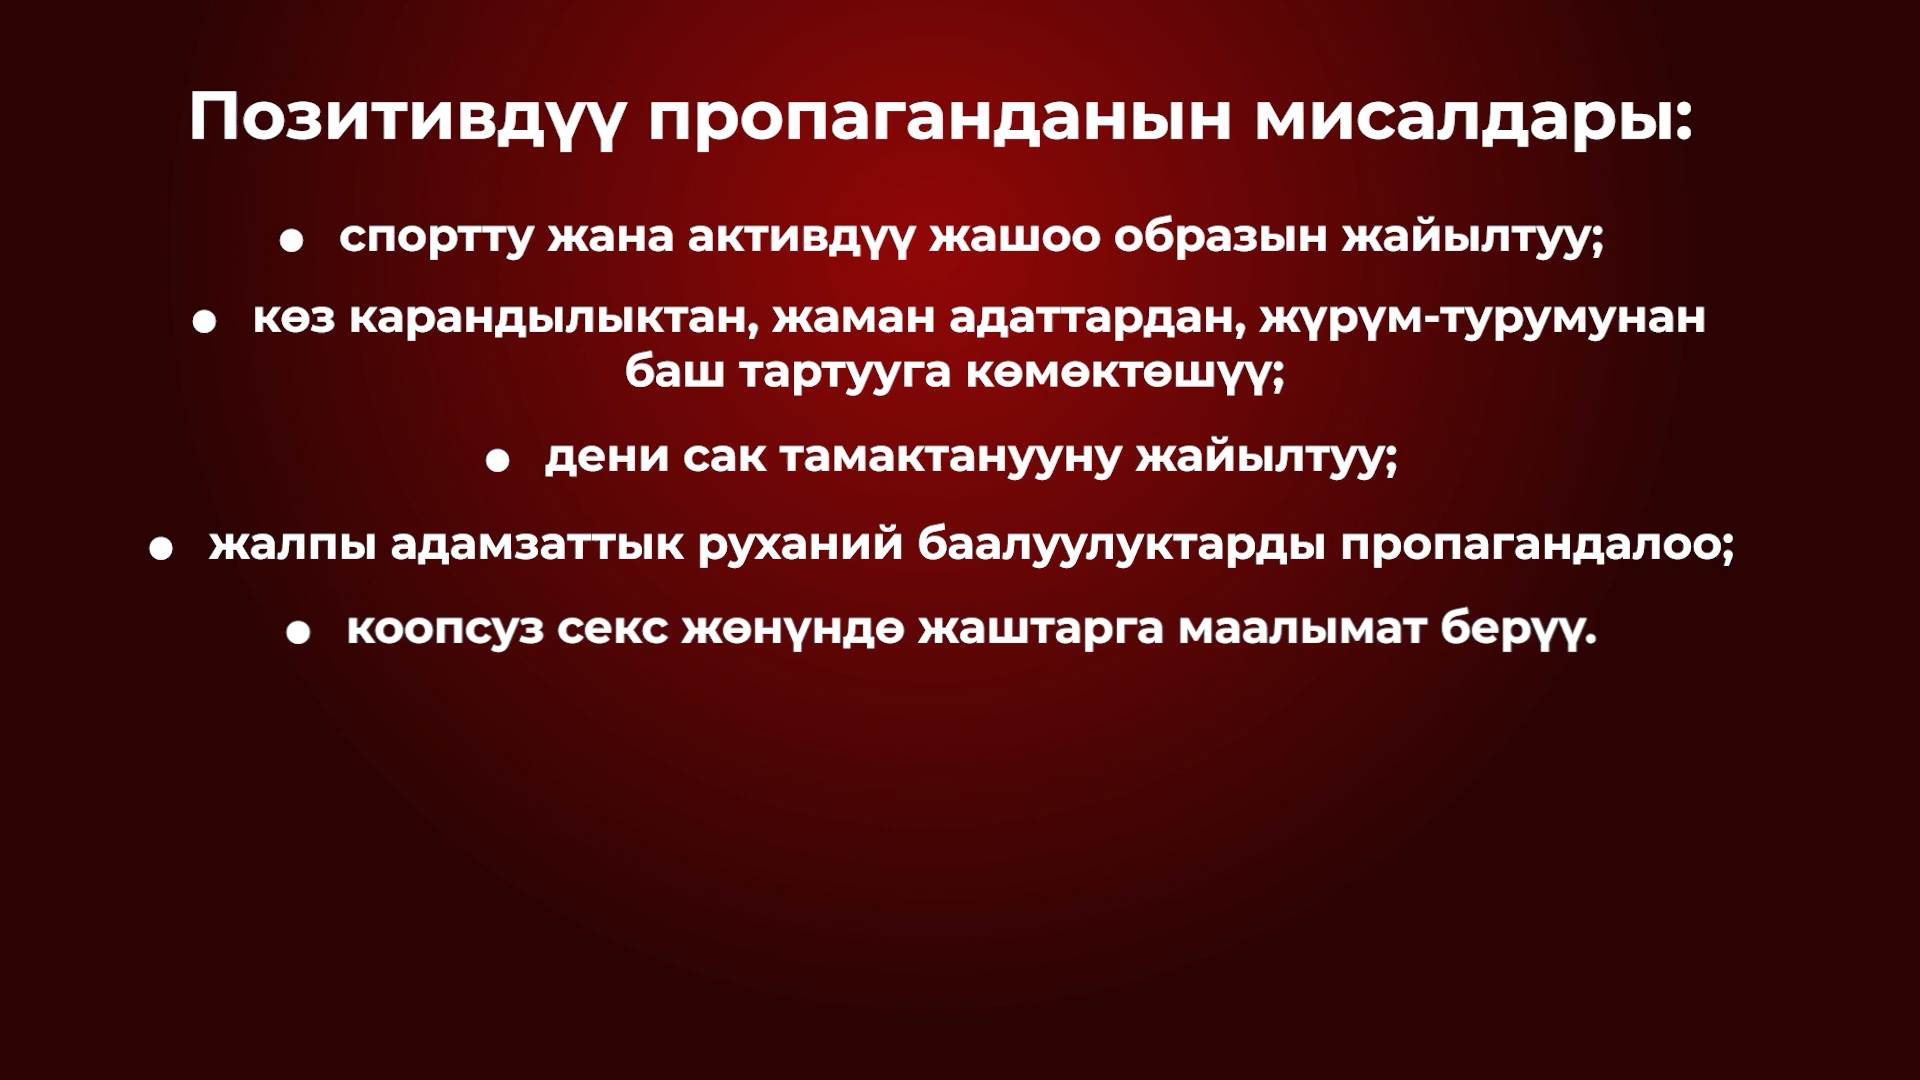 Позитивдүү пропаганданын мисалдары:
● спортту жана активдүү жашоо образын жайылтуу;
● көз карандылыктан, жаман адаттардан, жүрүм-турумунан
баш тартууга көмөктөшүү;
● дени сак тамактанууну жайылтуу;
● жалпы адамзаттык руханий баалуулуктарды пропагандалоо;
● коопсуз секс жөнүндө жаштарга маалымат берүү.